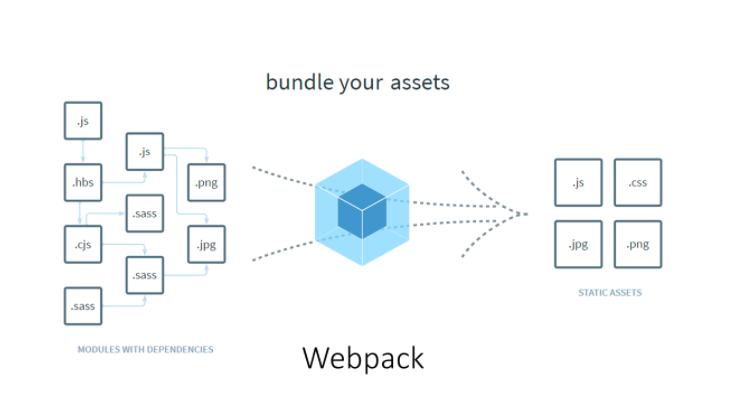 bundle your assets
.js
.js
.hbs
.png
.sass
.cjs
.jpg
.sass
.sass
MODULES WITH DEPENDENCIES
.js
.css
.jpg
.png
STATIC ASSETS
Webpack